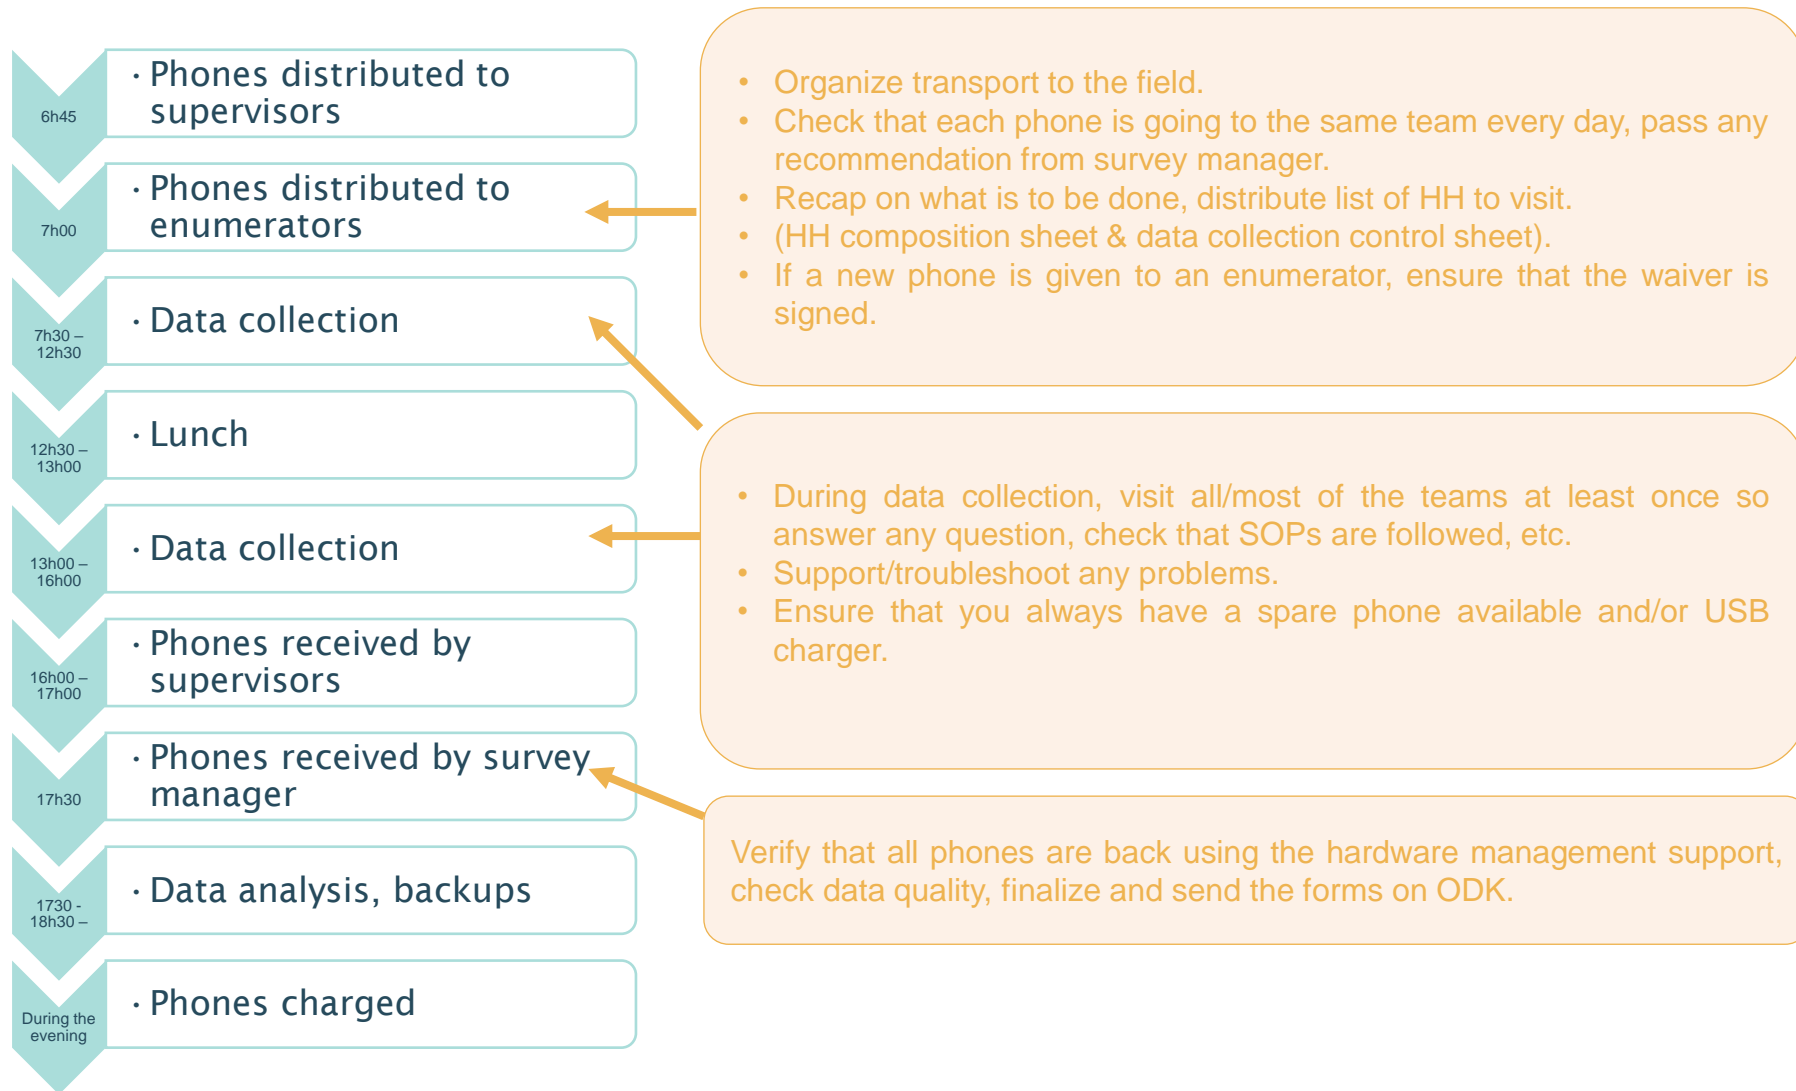 6h45
· Phones distributed to
supervisors
7h00
· Phones distributed to
enumerators
7h30 –
12h30
· Data collection
12h30 –
13h00
· Lunch
13h00 –
16h00
· Data collection
16h00 –
17h00
· Phones received by
supervisors
17h30
· Phones received by survey
manager
1730 -
18h30 –
· Data analysis, backups
During the
evening
· Phones charged
• Organize transport to the field.
• Check that each phone is going to the same team every day, pass any
recommendation from survey manager.
• Recap on what is to be done, distribute list of HH to visit.
• (HH composition sheet & data collection control sheet).
• If a new phone is given to an enumerator, ensure that the waiver is
signed.
• During data collection, visit all/most of the teams at least once so
answer any question, check that SOPs are followed, etc.
• Support/troubleshoot any problems.
• Ensure that you always have a spare phone available and/or USB
charger.
Verify that all phones are back using the hardware management support,
check data quality, finalize and send the forms on ODK.